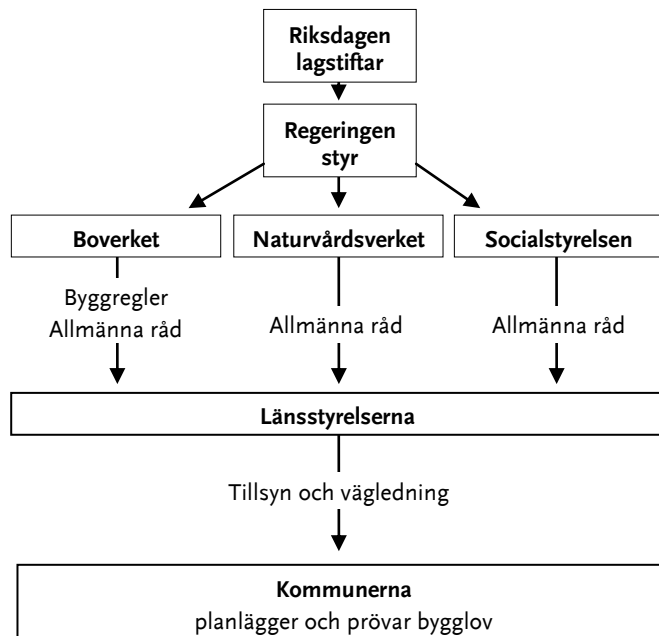 Riksdagen
lagstiftar
Regeringen
styr
Boverket
Naturvårdsverket
Socialstyrelsen
Byggregler
Allmänna råd
Allmänna råd
Allmänna råd
Länsstyrelserna
Tillsyn och vägledning
Kommunerna
planlägger och prövar bygglov